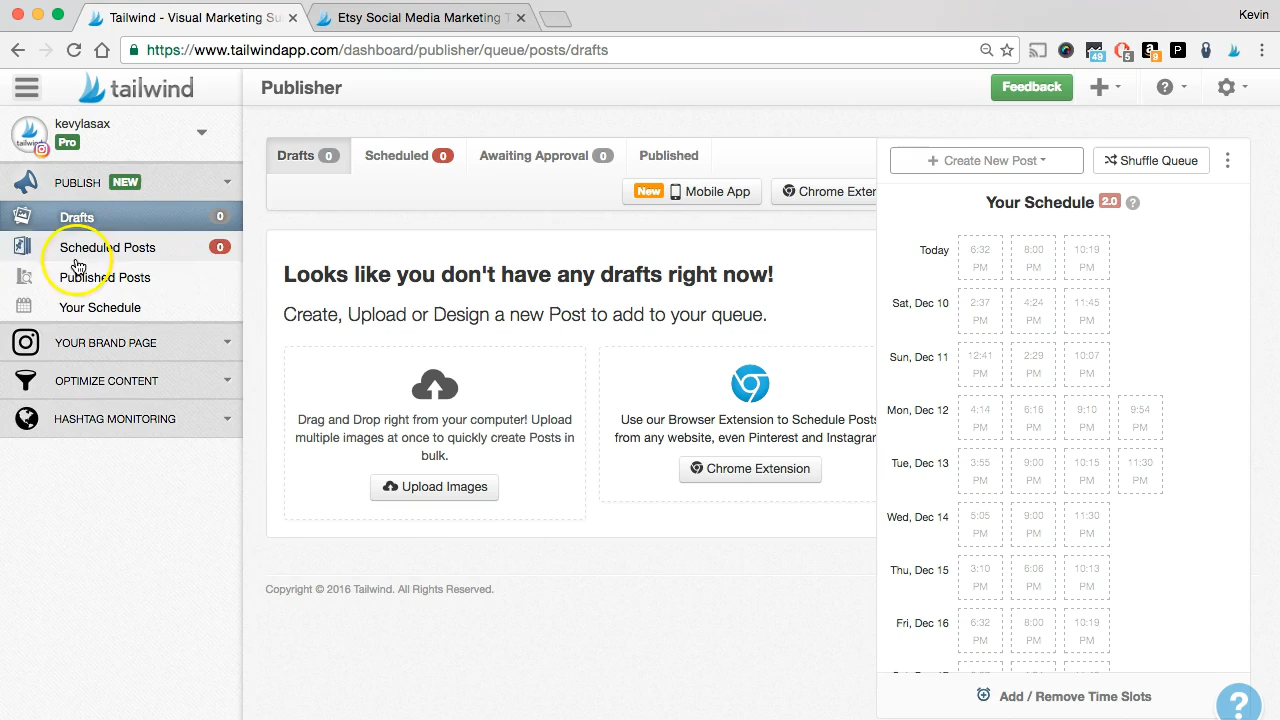 Tailwind - Visual Marketing Su
Etsy Social Media Marketing T
Kevin
https://www.tailwindapp.com/dashboard/publisher/queue/posts/drafts
49
5
9
P
tailwind
Publisher
Feedback
kevylasax
Pro
PUBLISH NEW
Drafts 0
Scheduled Posts 0
Published Posts
Your Schedule
YOUR BRAND PAGE
OPTIMIZE CONTENT
HASHTAG MONITORING
Drafts 0
Scheduled 0
Awaiting Approval 0
Published
New Mobile App
Chrome Exter
Looks like you don't have any drafts right now!
Create, Upload or Design a new Post to add to your queue.
Drag and Drop right from your computer! Upload
multiple images at once to quickly create Posts in
bulk.
Upload Images
Use our Browser Extension to Schedule Posts
from any website, even Pinterest and Instagran
Chrome Extension
Copyright © 2016 Tailwind. All Rights Reserved.
Create New Post
Shuffle Queue
Your Schedule 2.0 ?
Today 6:32 PM 8:00 PM 10:19 PM
Sat, Dec 10 2:37 PM 4:24 PM 11:45 PM
Sun, Dec 11 12:41 PM 2:29 PM 10:07 PM
Mon, Dec 12 4:14 PM 6:16 PM 9:10 PM 9:54 PM
Tue, Dec 13 3:55 PM 9:00 PM 10:15 PM 11:30 PM
Wed, Dec 14 5:05 PM 9:00 PM 11:30 PM
Thu, Dec 15 3:10 PM 6:06 PM 10:13 PM
Fri, Dec 16 6:32 PM 8:00 PM 10:19 PM
Add / Remove Time Slots
?